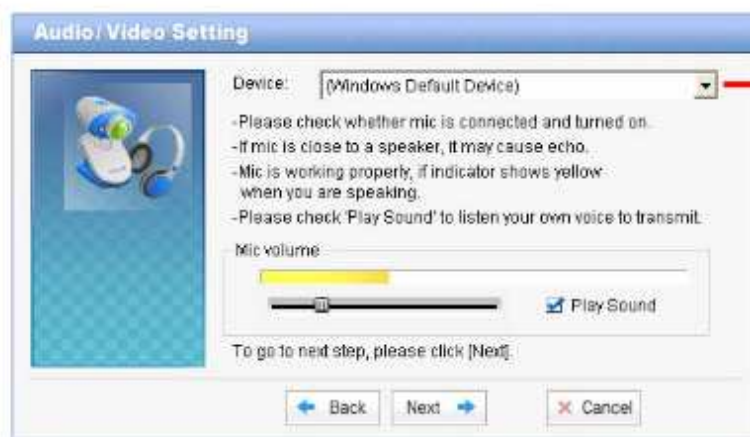 Audio/Video Setting
Device: (Windows Default Device)
-Please check whether mic is connected and turned on.
-If mic is close to a speaker, it may cause echo.
-Mic is working properly, if indicator shows yellow
when you are speaking.
-Please check 'Play Sound' to listen your own voice to transmit.
Mic volume
Play Sound
To go to next step, please click [Next].
Back Next Cancel